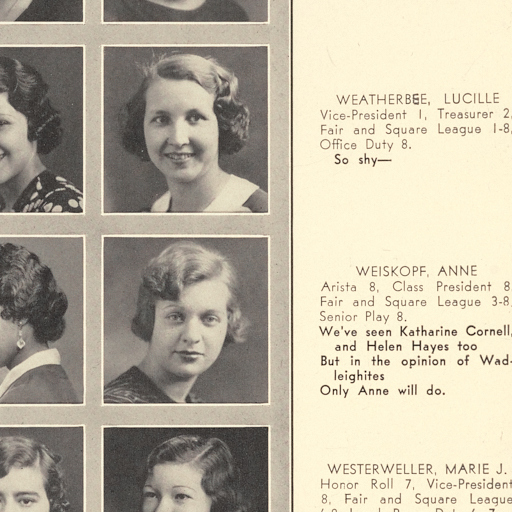 WEATHERBEE, LUCILLE
Vice-President 1, Treasurer 2,
Fair and Square League 1-8,
Office Duty 8.
So shy—
WEISKOPF, ANNE
Arista 8, Class President 8
Fair and Square League 3-8,
Senior Play 8.
We've seen Katharine Cornell,
and Helen Hayes too
But in the opinion of Wad-
leighites
Only Anne will do.
WESTERWELLER, MARIE J.
Honor Roll 7, Vice-President
8, Fair and Square League